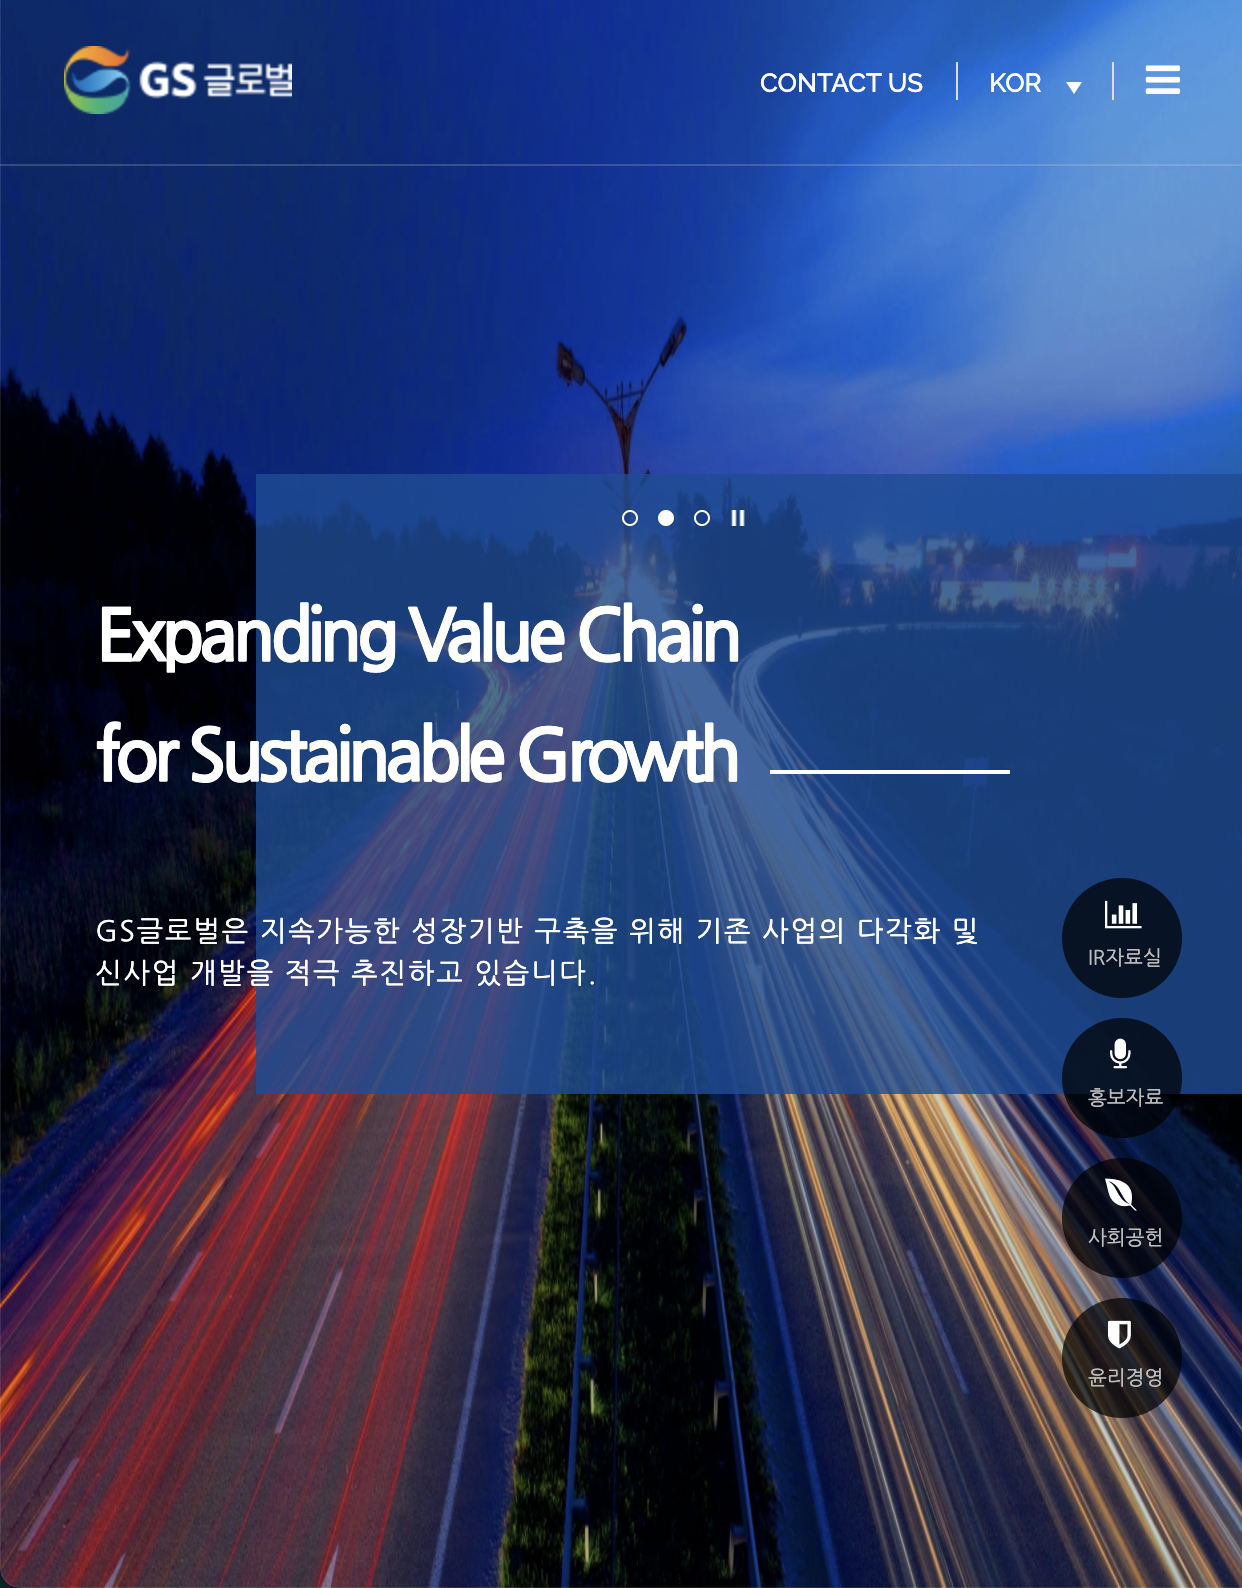 GS 글로벌
CONTACT US
KOR
Expanding Value Chain
for Sustainable Growth
GS글로벌은 지속가능한 성장기반 구축을 위해 기존 사업의 다각화 및
신사업 개발을 적극 추진하고 있습니다.
IR자료실
홍보자료
사회공헌
윤리경영